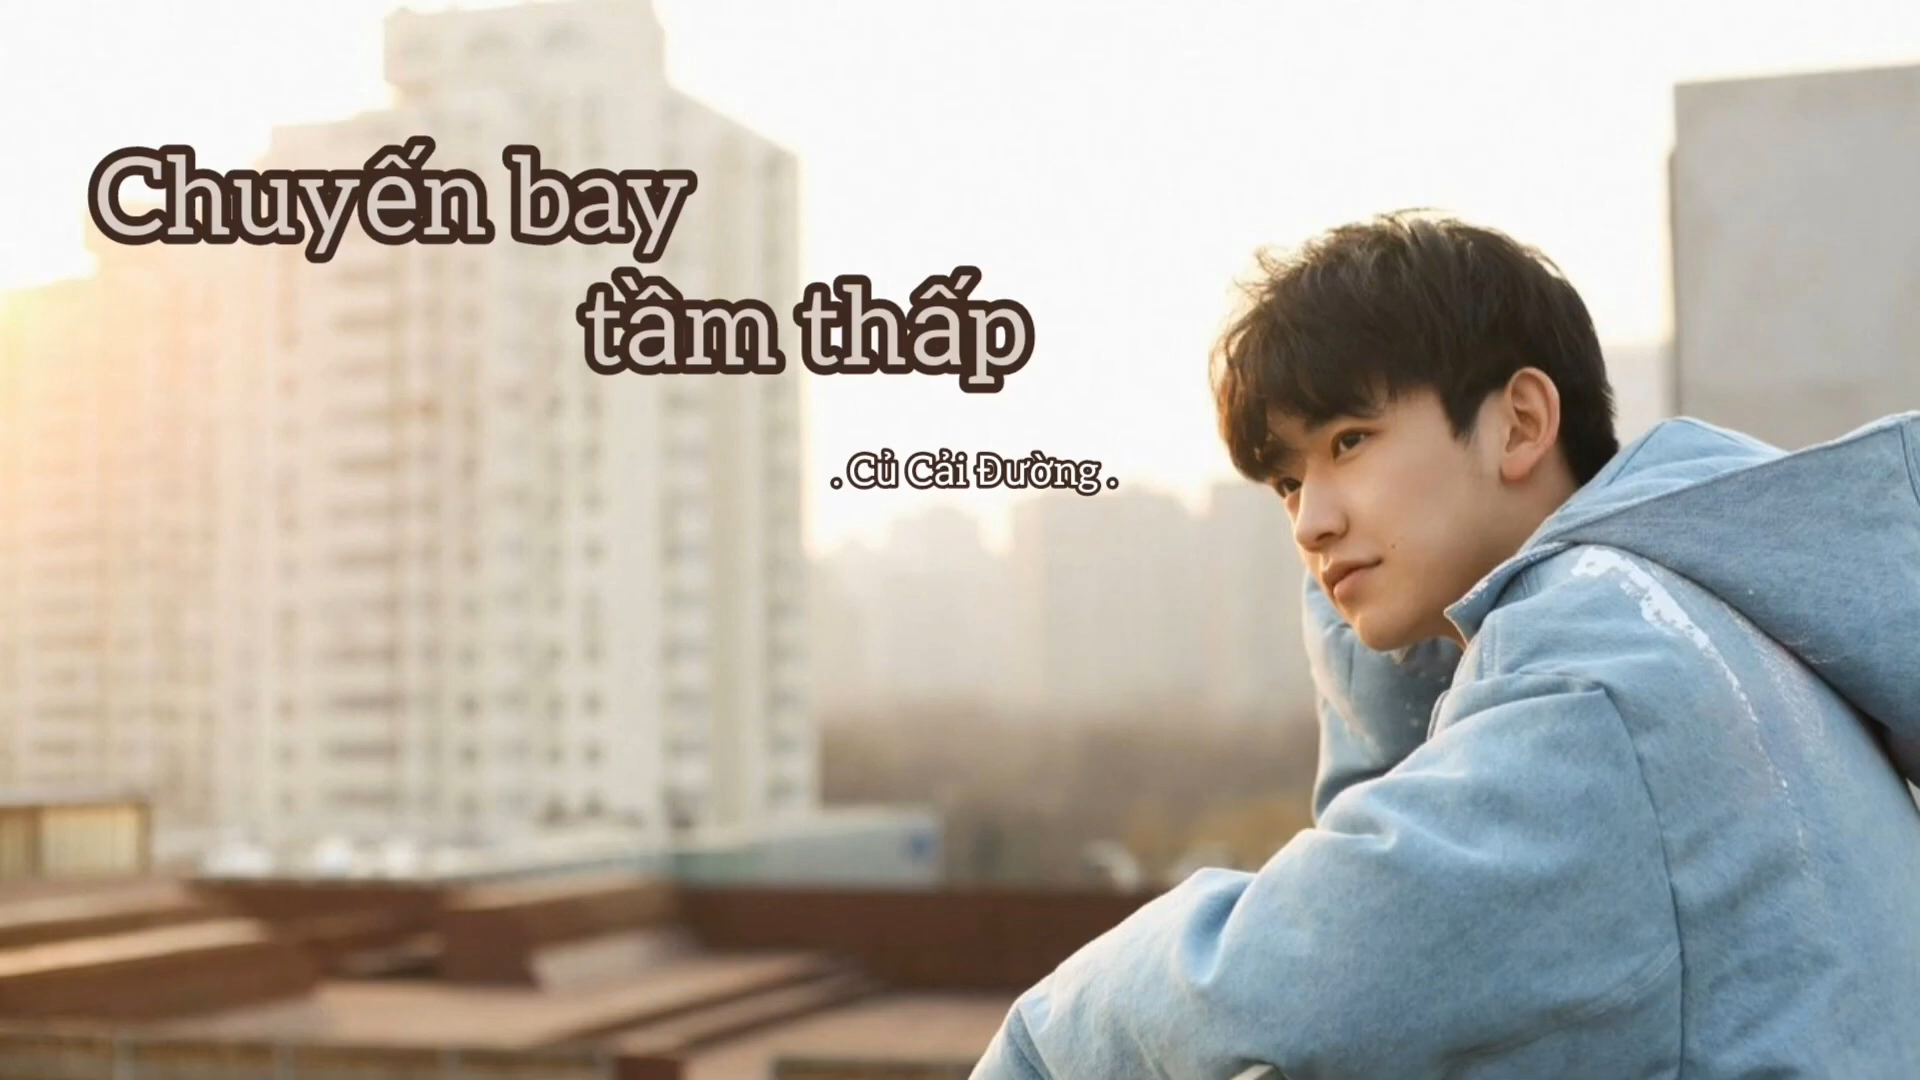 Chuyến bay
tầm thấp
. Củ Cải Đường .